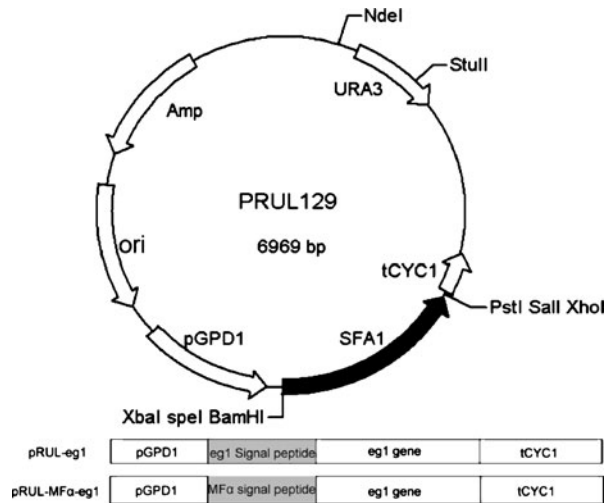 NdeI
StuII
URA3
Amp
PRUL129
6969 bp
ori
tCYC1
PstI SalI XhoI
pGPD1
SFA1
XbaI speI BamHI
pRUL-eg1 pGPD1 eg1 Signal peptide eg1 gene tCYC1
pRUL-MFα-eg1 pGPD1 MFα signal peptide eg1 gene tCYC1